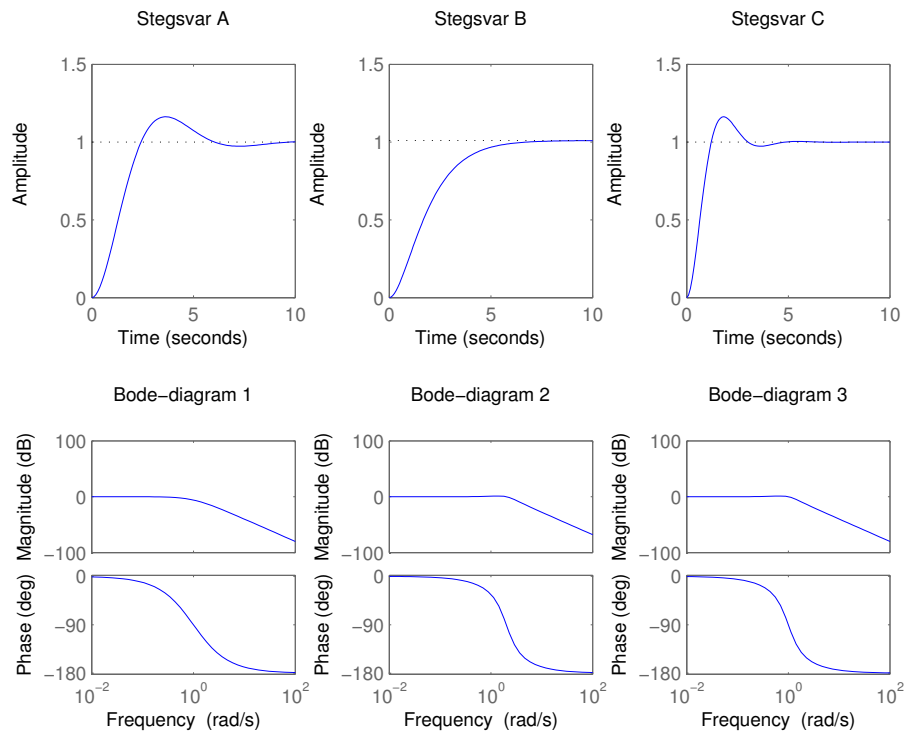 Stegsvar A
Stegsvar B
Stegsvar C
Amplitude
1.5
1
0.5
0
0
5
10
Time (seconds)
Amplitude
1.5
1
0.5
0
0
5
10
Time (seconds)
Amplitude
1.5
1
0.5
0
0
5
10
Time (seconds)
Bode−diagram 1
Bode−diagram 2
Bode−diagram 3
Magnitude (dB)
100
0
−100
Magnitude (dB)
100
0
−100
Magnitude (dB)
100
0
−100
Phase (deg)
0
−90
−180
10^−2
10^0
10^2
Frequency (rad/s)
Phase (deg)
0
−90
−180
10^−2
10^0
10^2
Frequency (rad/s)
Phase (deg)
0
−90
−180
10^−2
10^0
10^2
Frequency (rad/s)